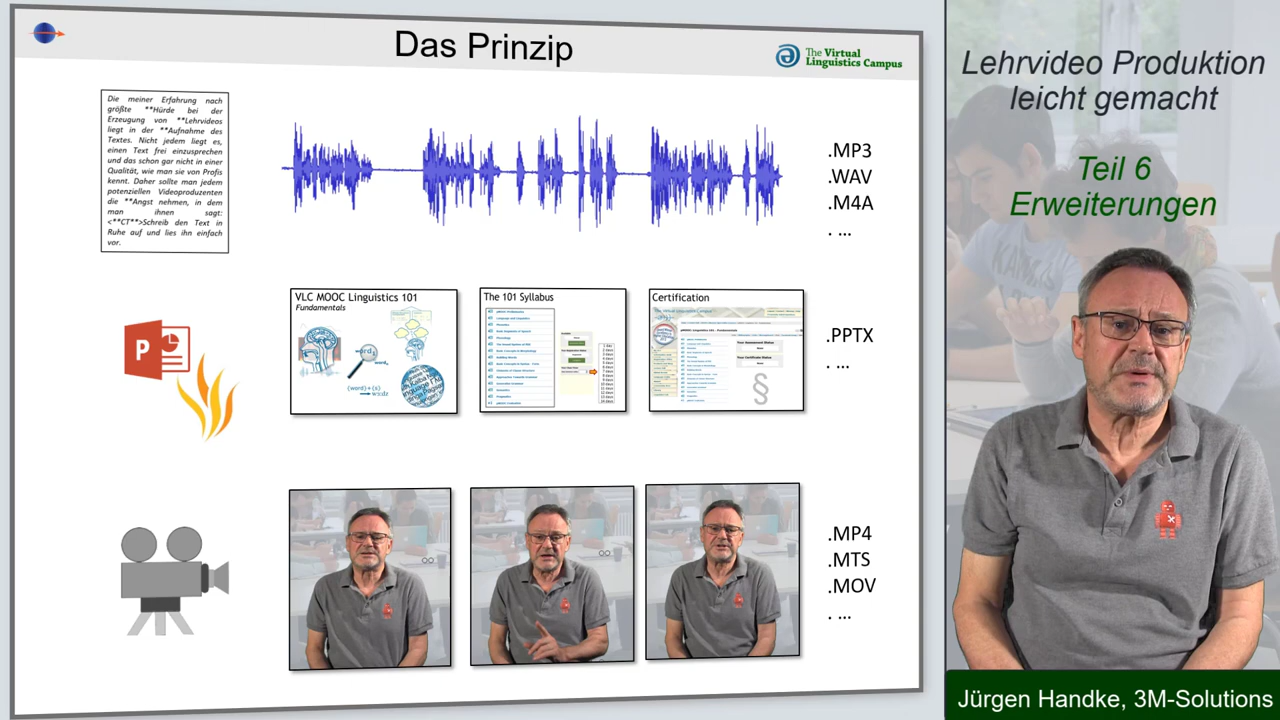 Das Prinzip
The Virtual
Linguistics Campus
Lehrvideo Produktion
leicht gemacht
Teil 6
Erweiterungen
Die meiner Erfahrung nach
größte **Hürde bei der
Erzeugung von **Lehrvideos
liegt in der **Aufnahme des
Textes. Nicht jedem liegt es,
einen Text frei einzusprechen
und das schon gar nicht in einer
Qualität, wie man sie von Profis
kennt. Daher sollte man jedem
potenziellen Videoproduzenten
die **Angst nehmen, in dem
man ihnen sagt:
<**CT**>Schreib den Text in
Ruhe auf und lies ihn einfach
vor.
.MP3
.WAV
.M4A
. ...
P
VLC MOOC Linguistics 101
Fundamentals
The 101 Syllabus
Certification
§
.PPTX
. ...
.MP4
.MTS
.MOV
. ...
Jürgen Handke, 3M-Solutions